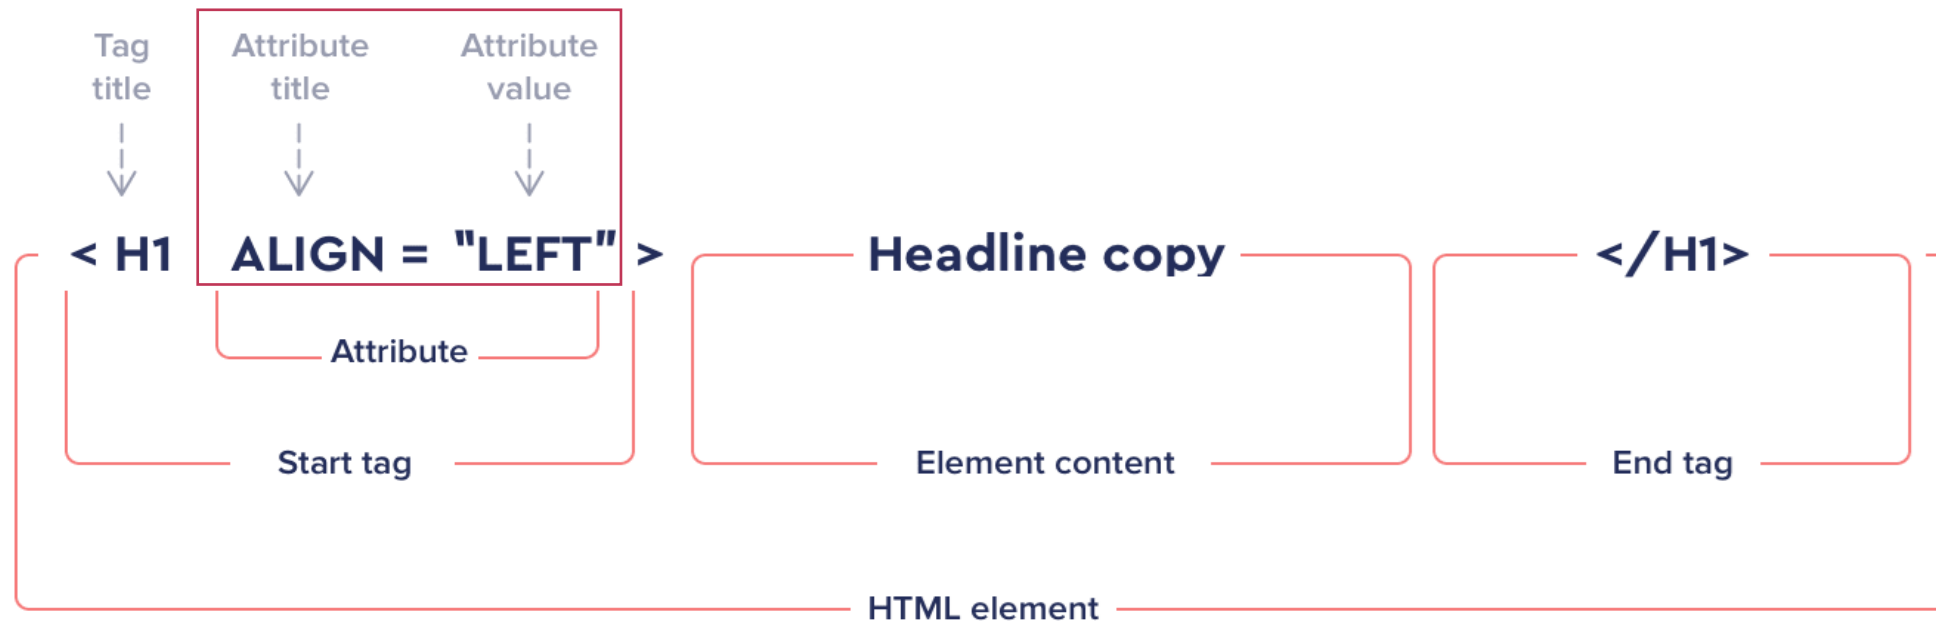 Tag
title
Attribute
title
Attribute
value
< H1 ALIGN = "LEFT" > Headline copy </H1>
Attribute
Start tag
Element content
End tag
HTML element